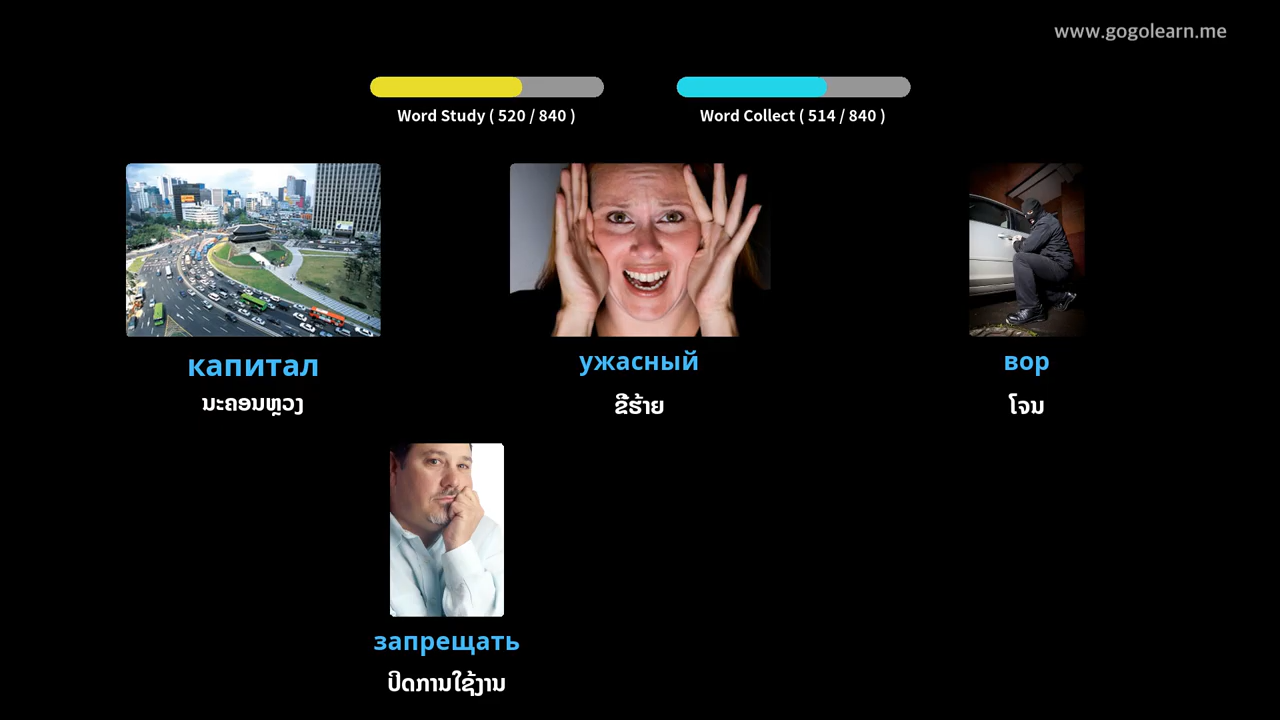 www.gogolearn.me
Word Study ( 520 / 840 )
Word Collect ( 514 / 840 )
капитал
ужасный
вор
ນະຄອນຫຼວງ
ຂີ້ຮ້າຍ
ໂຈນ
запрещать
ປິດການໃຊ້ງານ